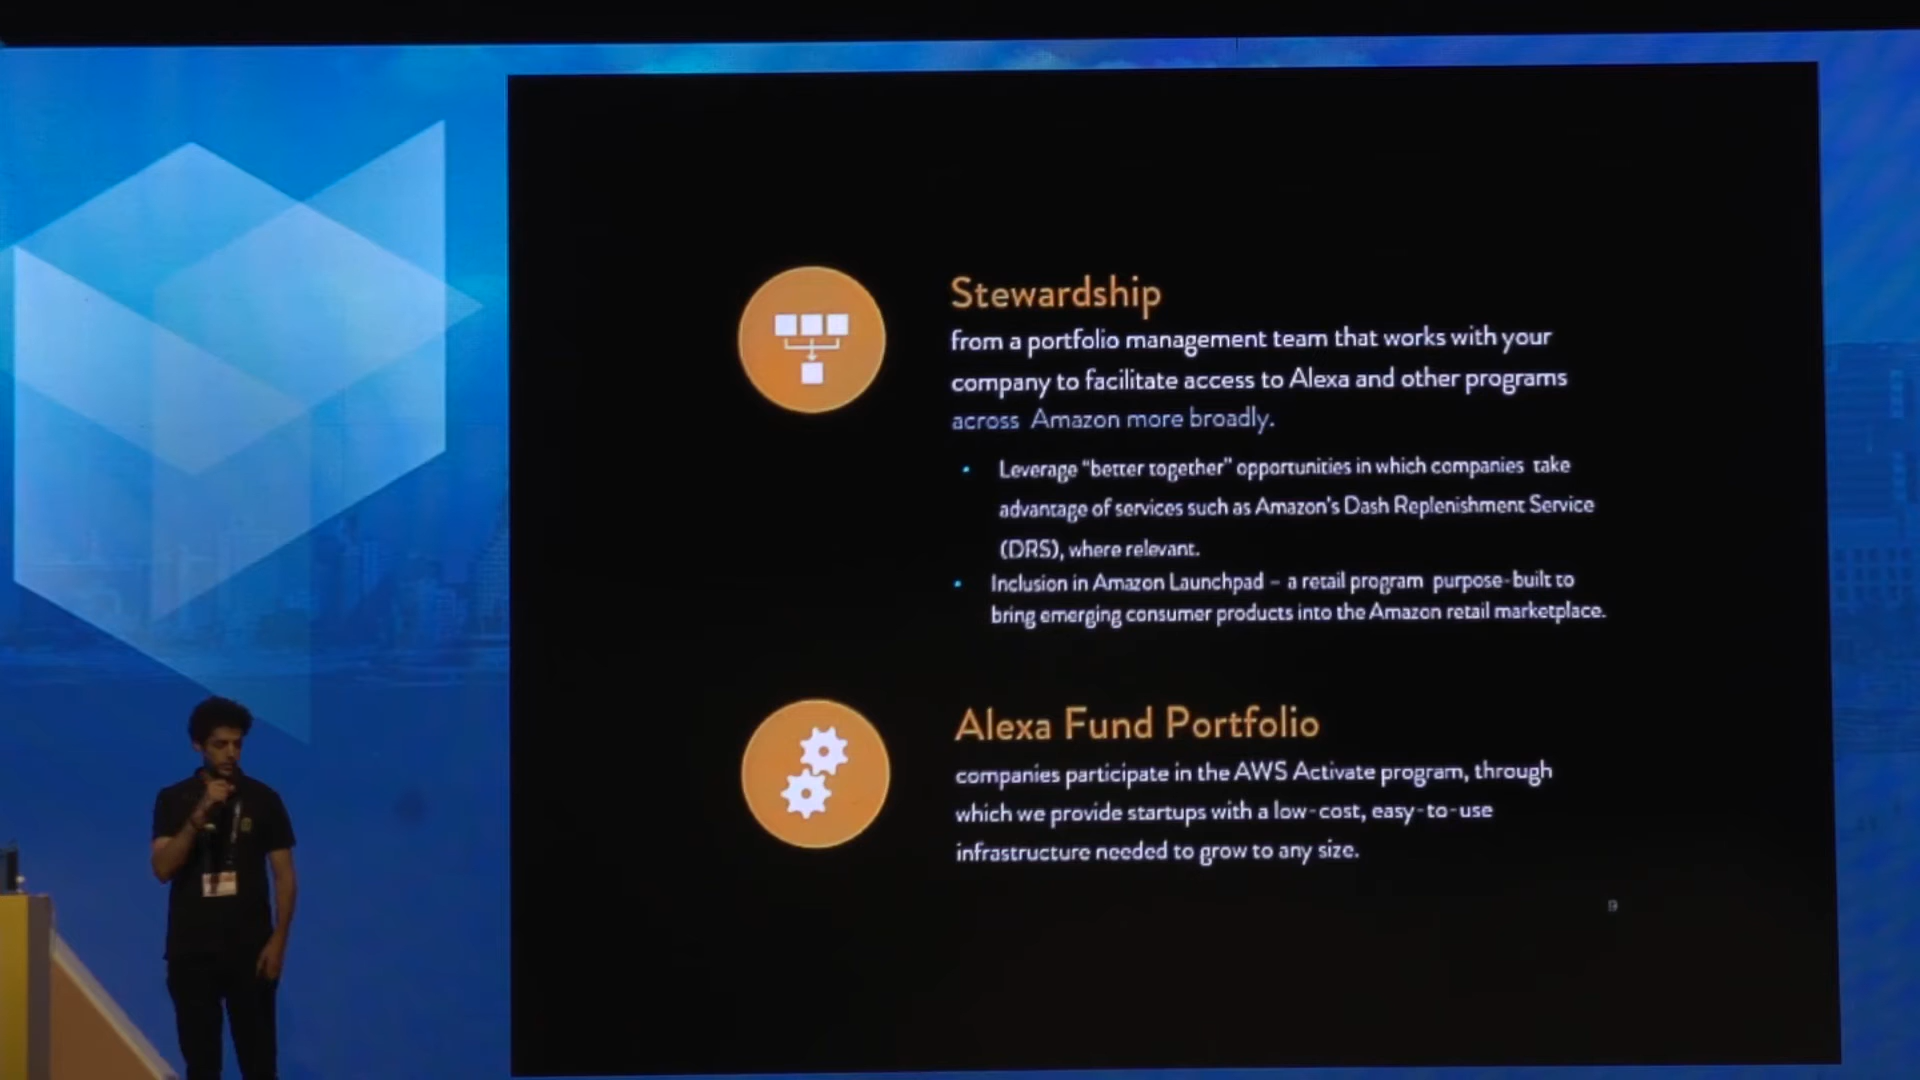 Stewardship
from a portfolio management team that works with your
company to facilitate access to Alexa and other programs
across Amazon more broadly.
• Leverage “better together” opportunities in which companies take
advantage of services such as Amazon's Dash Replenishment Service
(DRS), where relevant.
• Inclusion in Amazon Launchpad – a retail program purpose-built to
bring emerging consumer products into the Amazon retail marketplace.
Alexa Fund Portfolio
companies participate in the AWS Activate program, through
which we provide startups with a low-cost, easy-to-use
infrastructure needed to grow to any size.